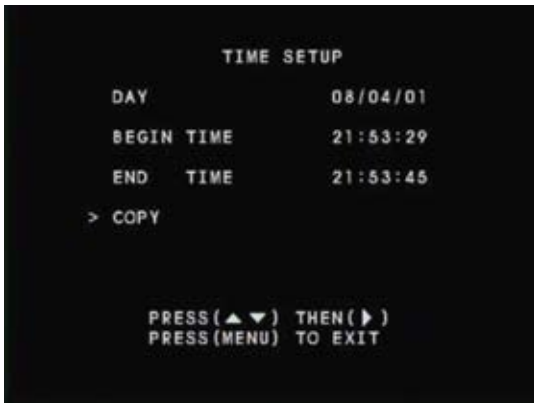 TIME SETUP
DAY 08/04/01
BEGIN TIME 21:53:29
END TIME 21:53:45
> COPY
PRESS(▲▼) THEN(▶)
PRESS(MENU) TO EXIT